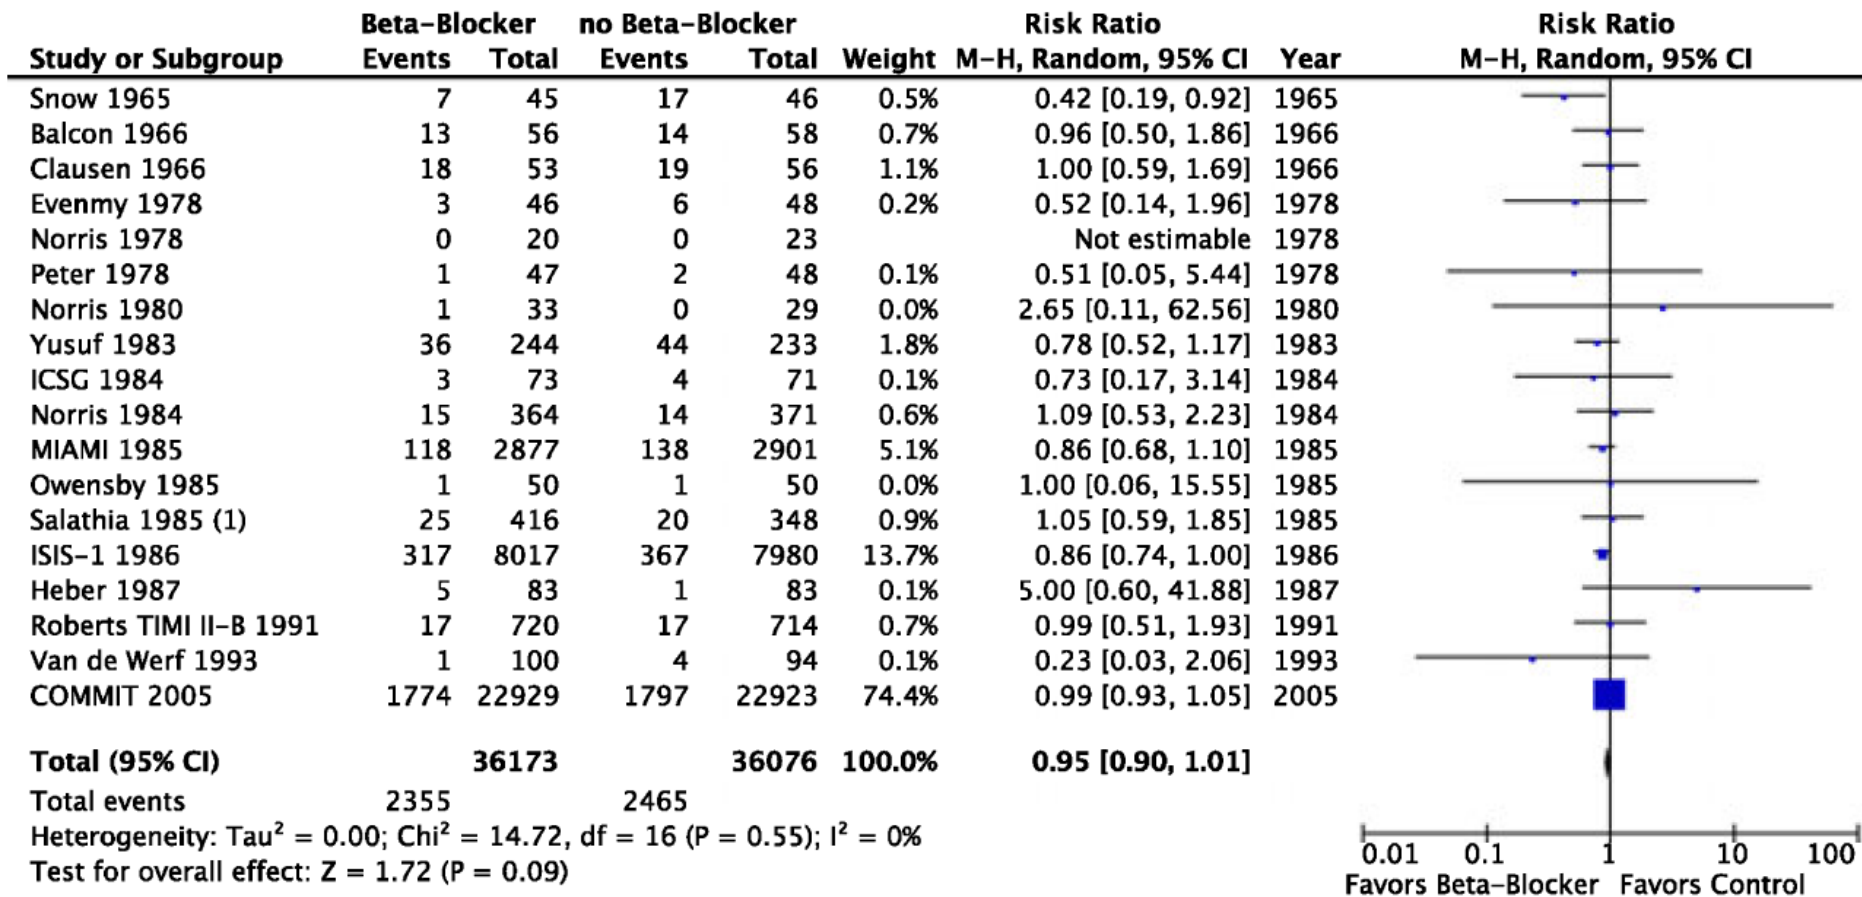 Beta-Blocker no Beta-Blocker Risk Ratio Risk Ratio
Study or Subgroup Events Total Events Total Weight M-H, Random, 95% CI Year M-H, Random, 95% CI
Snow 1965 7 45 17 46 0.5% 0.42 [0.19, 0.92] 1965
Balcon 1966 13 56 14 58 0.7% 0.96 [0.50, 1.86] 1966
Clausen 1966 18 53 19 56 1.1% 1.00 [0.59, 1.69] 1966
Evenmy 1978 3 46 6 48 0.2% 0.52 [0.14, 1.96] 1978
Norris 1978 0 20 0 23 Not estimable 1978
Peter 1978 1 47 2 48 0.1% 0.51 [0.05, 5.44] 1978
Norris 1980 1 33 0 29 0.0% 2.65 [0.11, 62.56] 1980
Yusuf 1983 36 244 44 233 1.8% 0.78 [0.52, 1.17] 1983
ICSG 1984 3 73 4 71 0.1% 0.73 [0.17, 3.14] 1984
Norris 1984 15 364 14 371 0.6% 1.09 [0.53, 2.23] 1984
MIAMI 1985 118 2877 138 2901 5.1% 0.86 [0.68, 1.10] 1985
Owensby 1985 1 50 1 50 0.0% 1.00 [0.06, 15.55] 1985
Salathia 1985 (1) 25 416 20 348 0.9% 1.05 [0.59, 1.85] 1985
ISIS-1 1986 317 8017 367 7980 13.7% 0.86 [0.74, 1.00] 1986
Heber 1987 5 83 1 83 0.1% 5.00 [0.60, 41.88] 1987
Roberts TIMI II-B 1991 17 720 17 714 0.7% 0.99 [0.51, 1.93] 1991
Van de Werf 1993 1 100 4 94 0.1% 0.23 [0.03, 2.06] 1993
COMMIT 2005 1774 22929 1797 22923 74.4% 0.99 [0.93, 1.05] 2005
Total (95% CI) 36173 36076 100.0% 0.95 [0.90, 1.01]
Total events 2355 2465
Heterogeneity: Tau² = 0.00; Chi² = 14.72, df = 16 (P = 0.55); I² = 0%
Test for overall effect: Z = 1.72 (P = 0.09)
0.01 0.1 1 10 100
Favors Beta-Blocker Favors Control